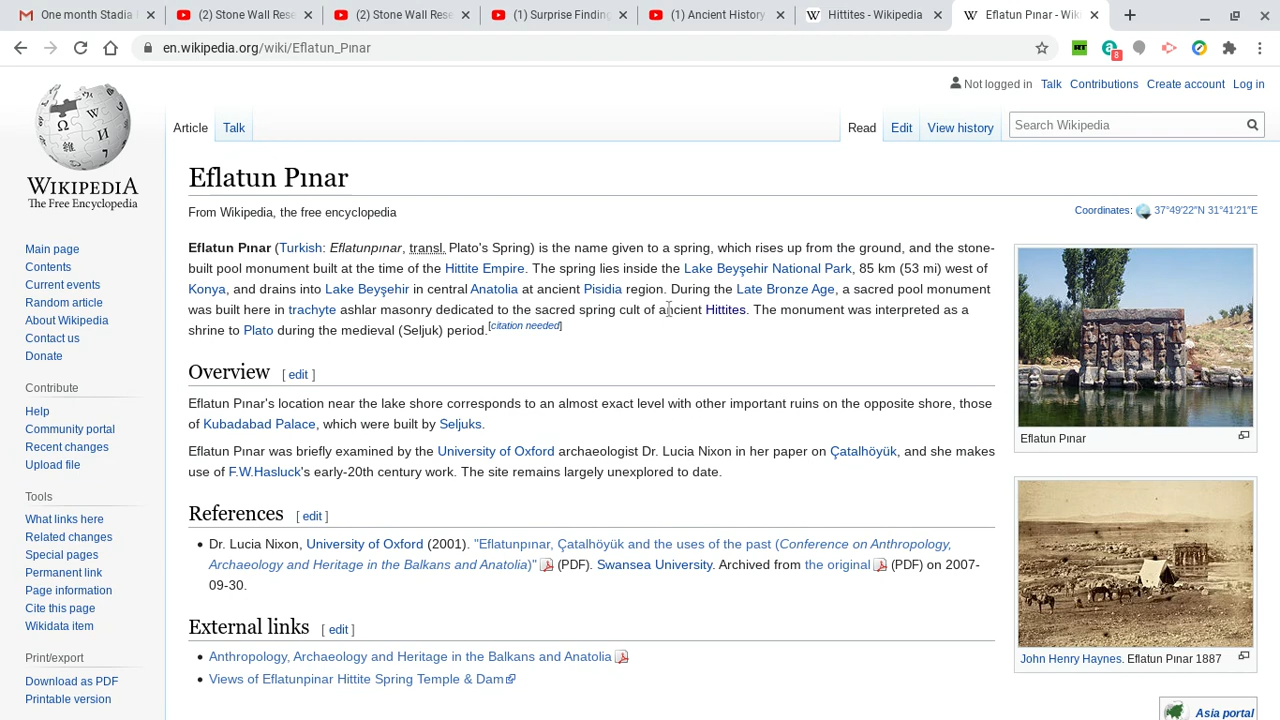 One month Stadia
(2) Stone Wall Rese
(2) Stone Wall Rese
(1) Surprise Finding
(1) Ancient History
Hittites - Wikipedia
Eflatun Pınar - Wiki
en.wikipedia.org/wiki/Eflatun_Pınar
RT
8
Not logged in Talk Contributions Create account Log in
Article Talk Read Edit View history Search Wikipedia
WIKIPEDIA
The Free Encyclopedia
Main page
Contents
Current events
Random article
About Wikipedia
Contact us
Donate
Contribute
Help
Community portal
Recent changes
Upload file
Tools
What links here
Related changes
Special pages
Permanent link
Page information
Cite this page
Wikidata item
Print/export
Download as PDF
Printable version
Eflatun Pınar
From Wikipedia, the free encyclopedia
Coordinates: 37°49′22″N 31°41′21″E
Eflatun Pınar (Turkish: Eflatunpınar, transl. Plato's Spring) is the name given to a spring, which rises up from the ground, and the stone-
built pool monument built at the time of the Hittite Empire. The spring lies inside the Lake Beyşehir National Park, 85 km (53 mi) west of
Konya, and drains into Lake Beyşehir in central Anatolia at ancient Pisidia region. During the Late Bronze Age, a sacred pool monument
was built here in trachyte ashlar masonry dedicated to the sacred spring cult of ancient Hittites. The monument was interpreted as a
shrine to Plato during the medieval (Seljuk) period.[citation needed]
Overview [ edit ]
Eflatun Pınar's location near the lake shore corresponds to an almost exact level with other important ruins on the opposite shore, those
of Kubadabad Palace, which were built by Seljuks.
Eflatun Pınar was briefly examined by the University of Oxford archaeologist Dr. Lucia Nixon in her paper on Çatalhöyük, and she makes
use of F.W.Hasluck's early-20th century work. The site remains largely unexplored to date.
References [ edit ]
• Dr. Lucia Nixon, University of Oxford (2001). "Eflatunpınar, Çatalhöyük and the uses of the past (Conference on Anthropology,
Archaeology and Heritage in the Balkans and Anatolia)" (PDF). Swansea University. Archived from the original (PDF) on 2007-
09-30.
External links [ edit ]
• Anthropology, Archaeology and Heritage in the Balkans and Anatolia
• Views of Eflatunpinar Hittite Spring Temple & Dam
Eflatun Pınar
John Henry Haynes. Eflatun Pınar 1887
Asia portal